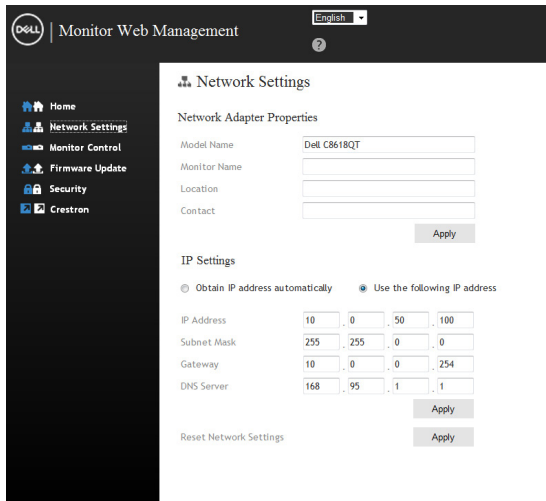 DELL | Monitor Web Management
English
?
Home
Network Settings
Monitor Control
Firmware Update
Security
Crestron
Network Settings
Network Adapter Properties
Model Name Dell C8618QT
Monitor Name
Location
Contact
Apply
IP Settings
Obtain IP address automatically Use the following IP address
IP Address 10 . 0 . 50 . 100
Subnet Mask 255 . 255 . 0 . 0
Gateway 10 . 0 . 0 . 254
DNS Server 168 . 95 . 1 . 1
Apply
Reset Network Settings Apply